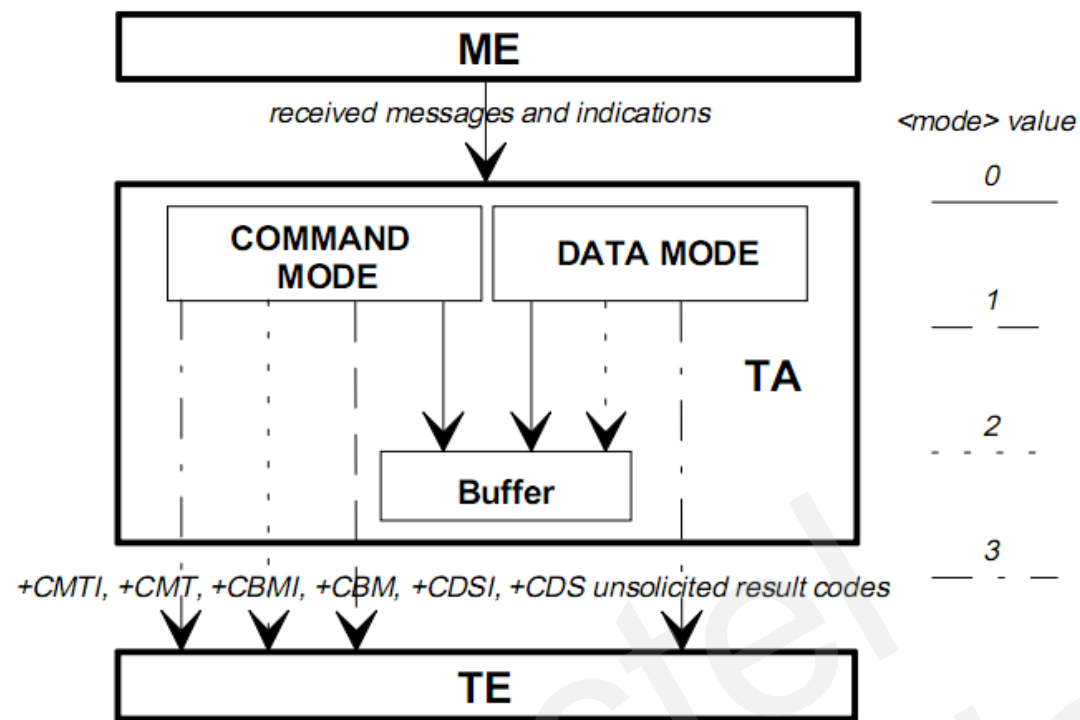 ME
received messages and indications
<mode> value
0
COMMAND
MODE
DATA MODE
1
TA
2
Buffer
3
+CMTI, +CMT, +CBMI, +CBM, +CDSI, +CDS unsolicited result codes
TE